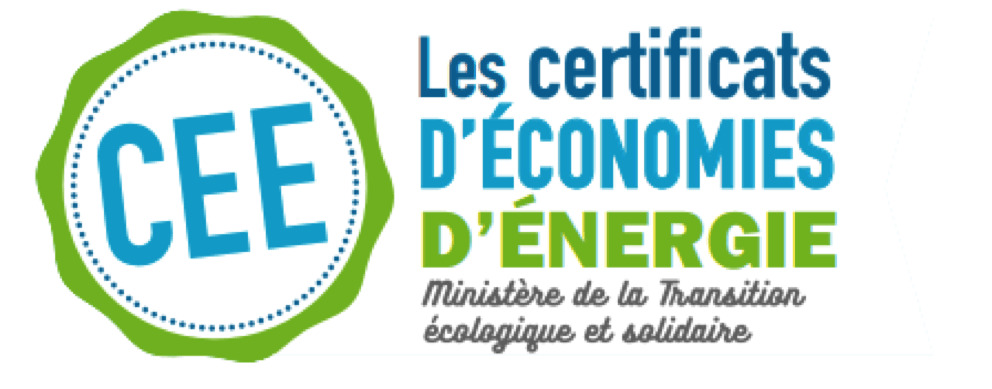 CEE
Les certificats
D'ÉCONOMIES
D'ÉNERGIE
Ministère de la Transition
écologique et solidaire